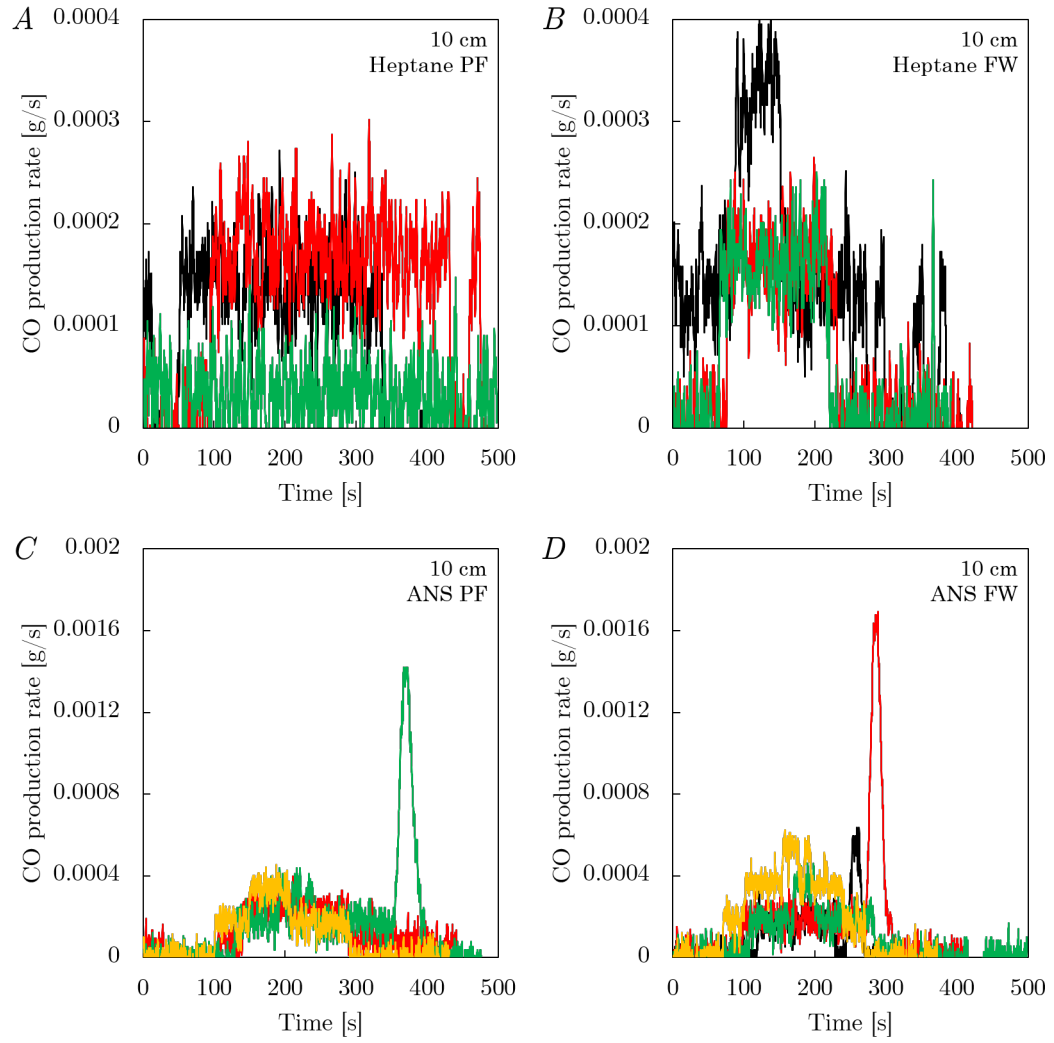 A
10 cm
Heptane PF
CO production rate [g/s]
0.0004
0.0003
0.0002
0.0001
0
0 100 200 300 400 500
Time [s]
B
10 cm
Heptane FW
CO production rate [g/s]
0.0004
0.0003
0.0002
0.0001
0
0 100 200 300 400 500
Time [s]
C
10 cm
ANS PF
CO production rate [g/s]
0.002
0.0016
0.0012
0.0008
0.0004
0
0 100 200 300 400 500
Time [s]
D
10 cm
ANS FW
CO production rate [g/s]
0.002
0.0016
0.0012
0.0008
0.0004
0
0 100 200 300 400 500
Time [s]